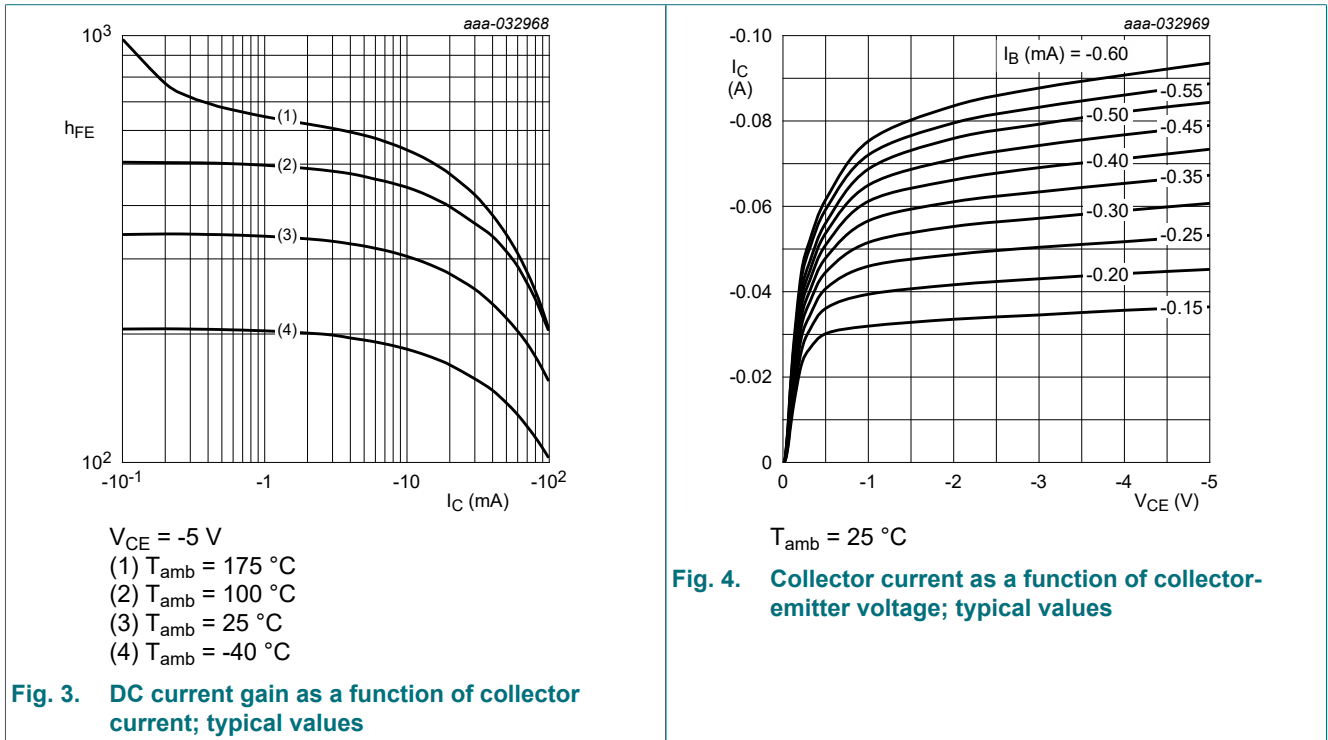 aaa-032968
10³
hFE
10²
(1)
(2)
(3)
(4)
-10⁻¹
-1
-10
-10²
IC (mA)
VCE = -5 V
(1) Tamb = 175 °C
(2) Tamb = 100 °C
(3) Tamb = 25 °C
(4) Tamb = -40 °C
Fig. 3. DC current gain as a function of collector
current; typical values
aaa-032969
-0.10
IC
(A)
-0.08
-0.06
-0.04
-0.02
0
IB (mA) = -0.60
-0.55
-0.50
-0.45
-0.40
-0.35
-0.30
-0.25
-0.20
-0.15
0
-1
-2
-3
-4
-5
VCE (V)
Tamb = 25 °C
Fig. 4. Collector current as a function of collector-
emitter voltage; typical values